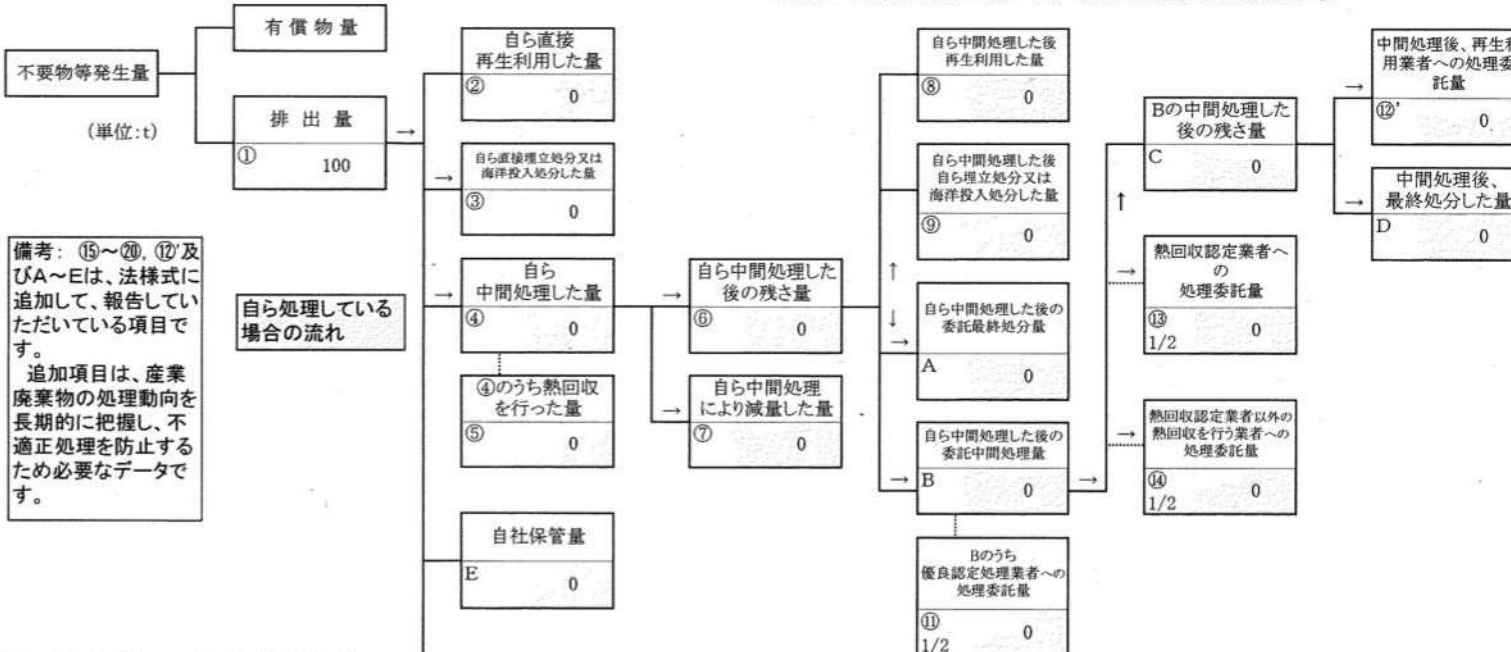 有償物量
不要物等発生量
(単位:t)
排出量
①
100
→
自ら直接
再生利用した量
②
0
→
自ら直接埋立処分又は
海洋投入処分した量
③
0
→
自ら
中間処理した量
④
0
④のうち熱回収
を行った量
⑤
0
自社保管量
E
0
備考: ⑮~⑳, ⑫'及
びA~Eは、法様式に
追加して、報告してい
ただいている項目で
す。
追加項目は、産業
廃棄物の処理動向を
長期的に把握し、不
適正処理を防止する
ため必要なデータで
す。
自ら処理している
場合の流れ
→
自ら中間処理した
後の残さ量
⑥
0
→
自ら中間処理
により減量した量
⑦
0
自ら中間処理した後
再生利用した量
⑧
0
自ら中間処理した後
自ら埋立処分又は
海洋投入処分した量
⑨
0
↑
↓
→
自ら中間処理した後の
委託最終処分量
A
0
→
自ら中間処理した後の
委託中間処理量
B
0
→
Bのうち
優良認定処理業者への
処理委託量
⑪
1/2
0
Bの中間処理した
後の残さ量
C
0
↑
→
熱回収認定業者へ
の
処理委託量
⑬
1/2
0
→
熱回収認定業者以外の
熱回収を行う業者への
処理委託量
⑭
1/2
0
→
中間処理後、再生利
用業者への処理委
託量
⑫'
0
→
中間処理後、
最終処分した量
D
0